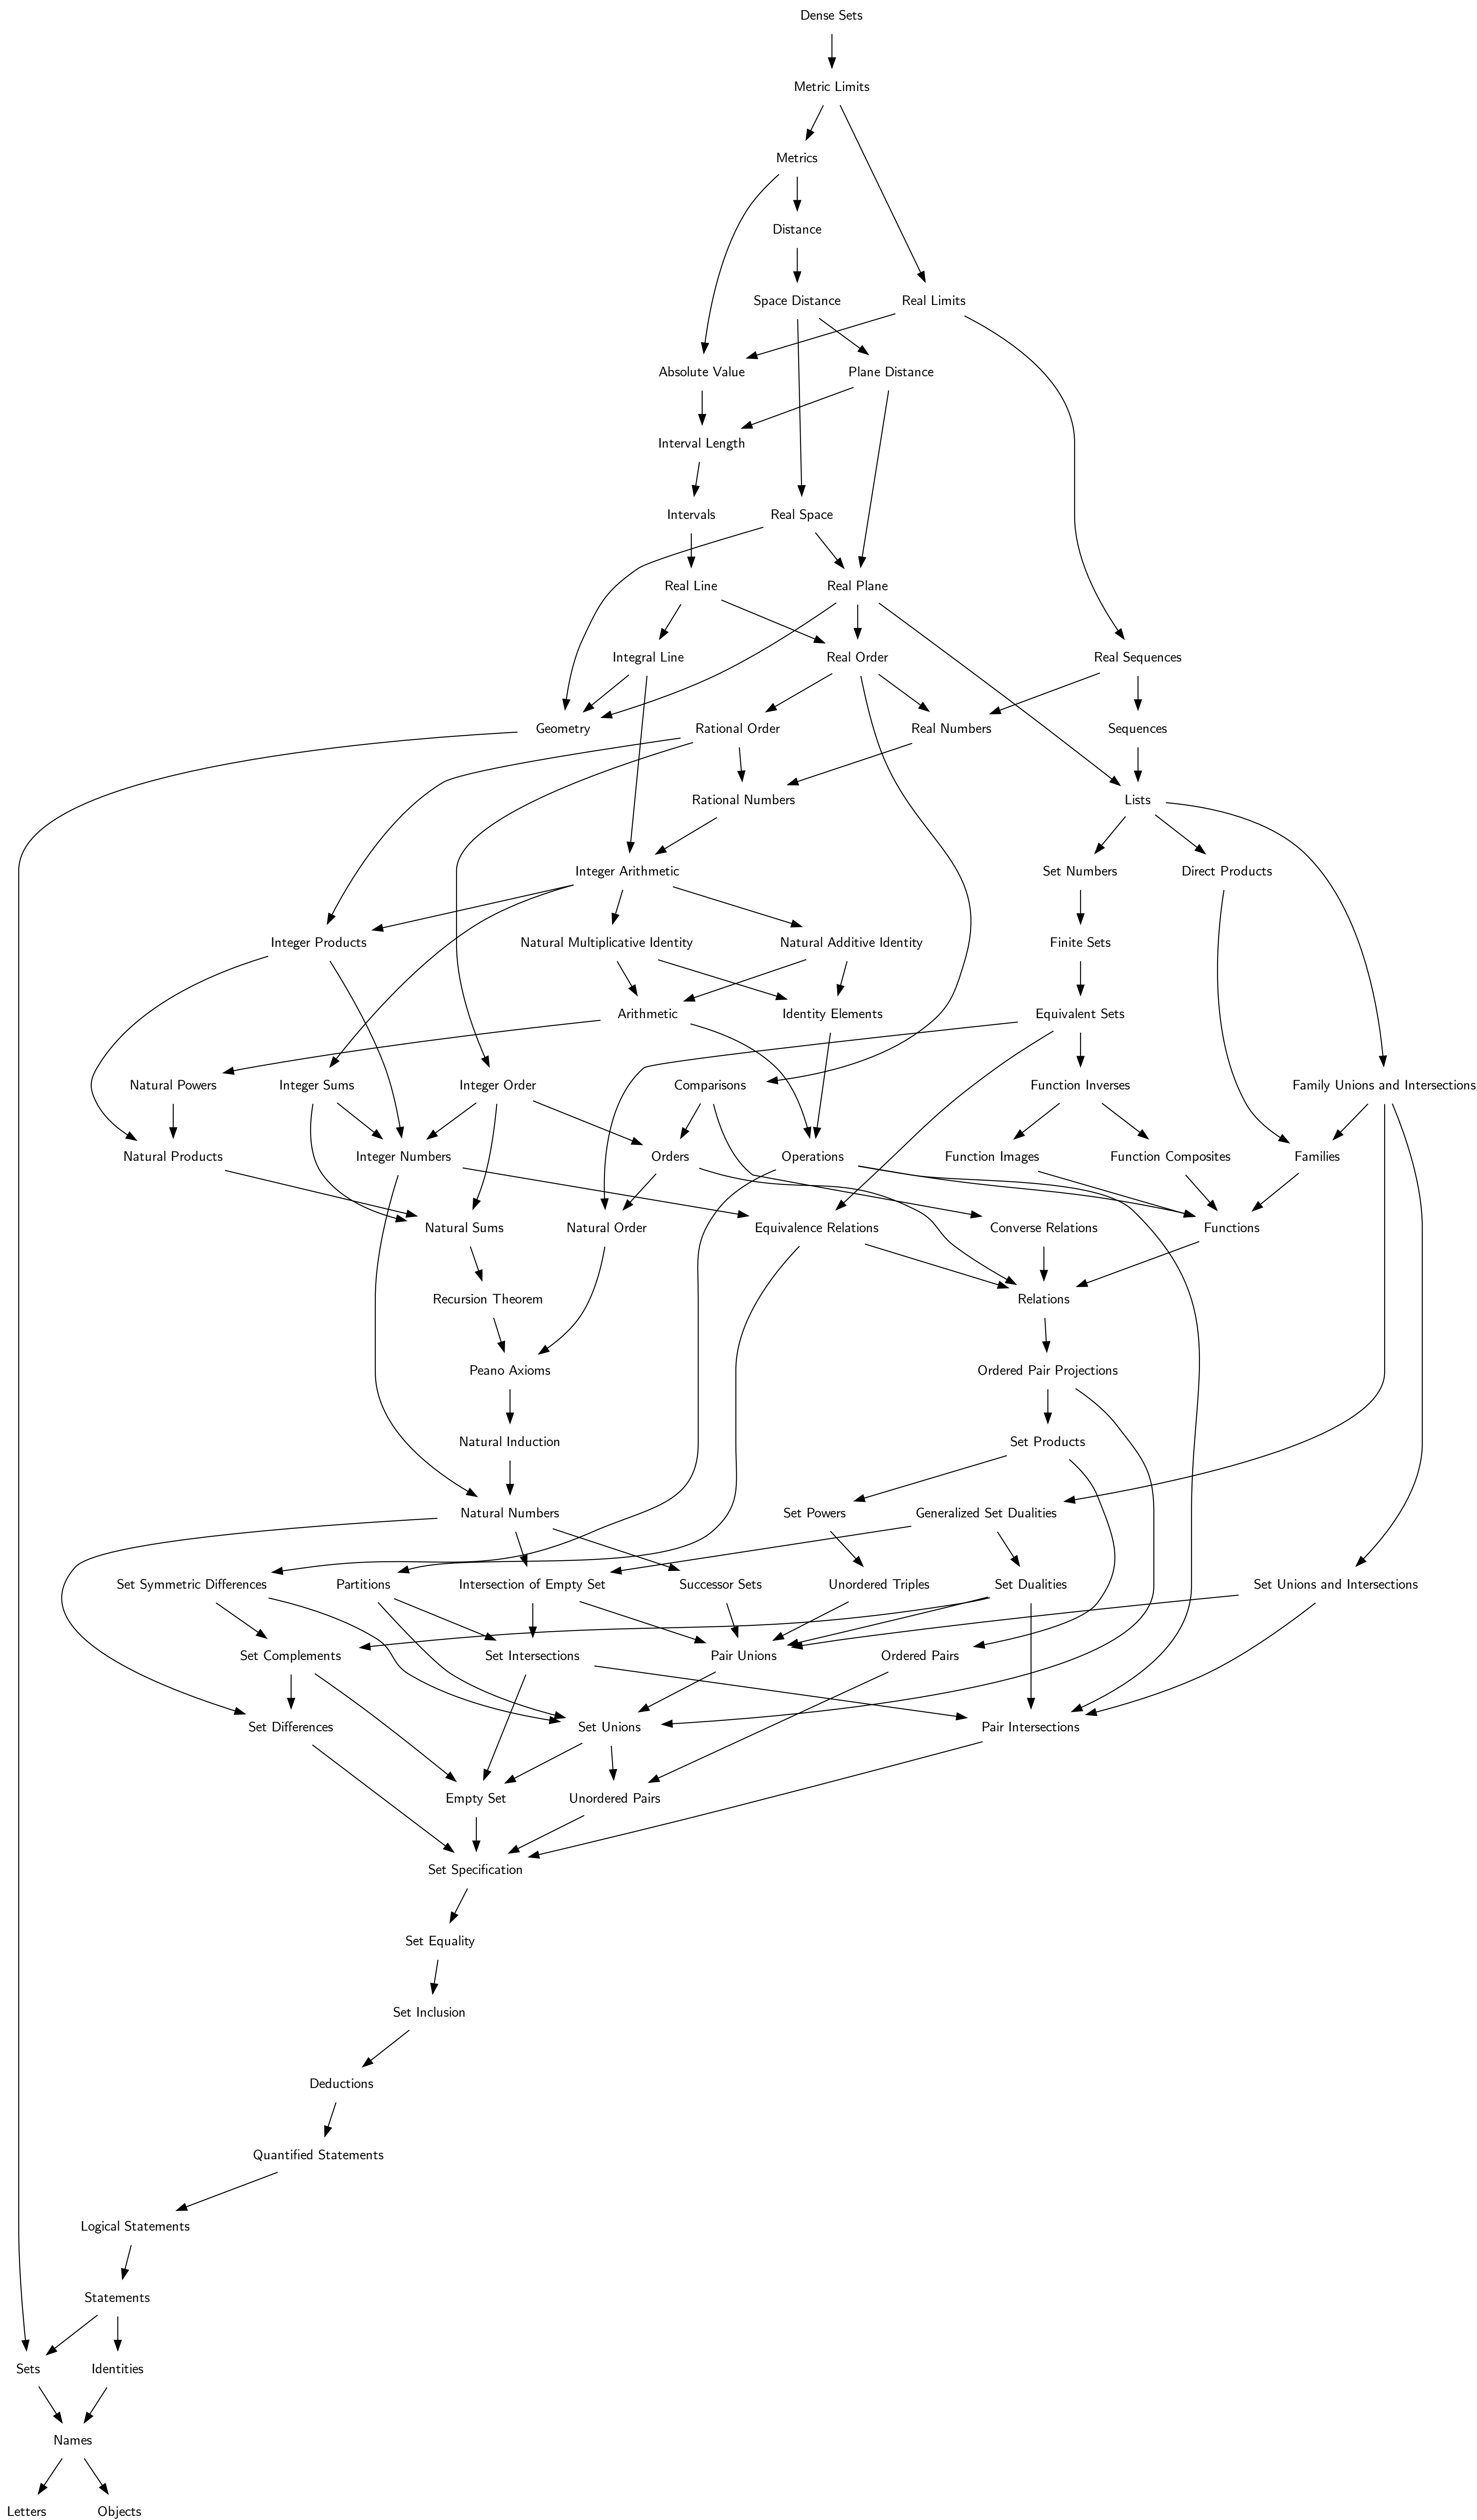 Dense Sets
Metric Limits
Metrics
Distance
Space Distance
Real Limits
Absolute Value
Plane Distance
Interval Length
Intervals
Real Space
Real Line
Real Plane
Integral Line
Real Order
Real Sequences
Geometry
Rational Order
Real Numbers
Sequences
Rational Numbers
Lists
Integer Arithmetic
Set Numbers
Direct Products
Integer Products
Natural Multiplicative Identity
Natural Additive Identity
Finite Sets
Arithmetic
Identity Elements
Equivalent Sets
Natural Powers
Integer Sums
Integer Order
Comparisons
Function Inverses
Family Unions and Intersections
Natural Products
Integer Numbers
Orders
Operations
Function Images
Function Composites
Families
Natural Sums
Natural Order
Equivalence Relations
Converse Relations
Functions
Recursion Theorem
Relations
Peano Axioms
Ordered Pair Projections
Natural Induction
Set Products
Natural Numbers
Set Powers
Generalized Set Dualities
Set Symmetric Differences
Partitions
Intersection of Empty Set
Successor Sets
Unordered Triples
Set Dualities
Set Unions and Intersections
Set Complements
Set Intersections
Pair Unions
Ordered Pairs
Set Differences
Set Unions
Pair Intersections
Empty Set
Unordered Pairs
Set Specification
Set Equality
Set Inclusion
Deductions
Quantified Statements
Logical Statements
Statements
Sets
Identities
Names
Letters
Objects